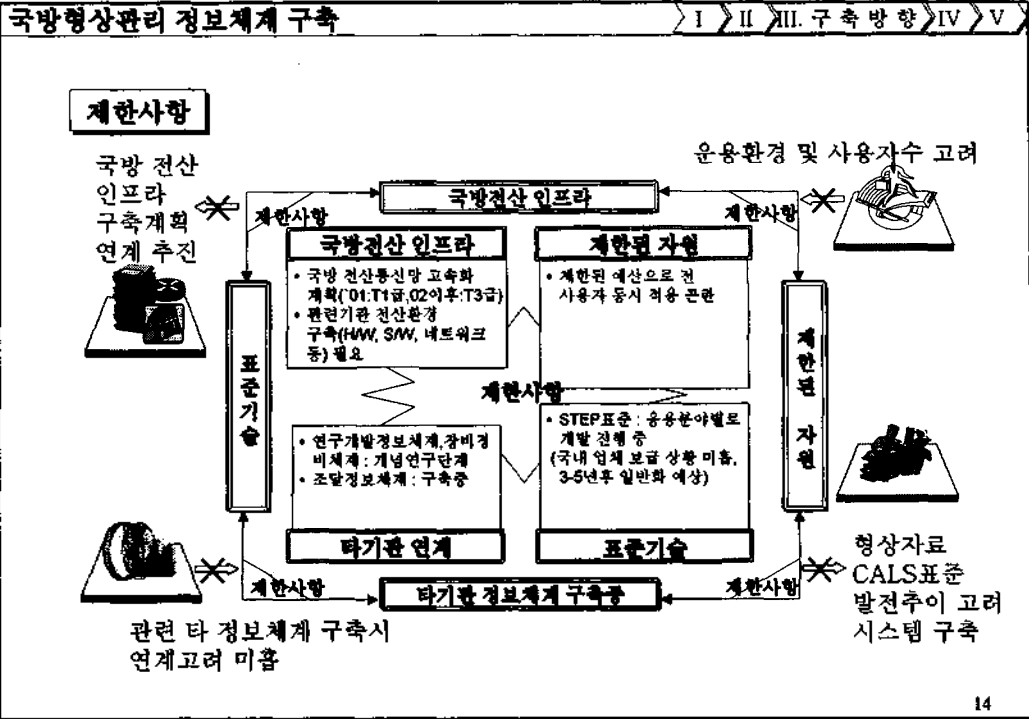 국방형상관리 정보체계 구축
I II III. 구 축 방 향 IV V
제한사항
국방 전산
인프라
구축계획
연계 추진
운용환경 및 사용자수 고려
국방전산 인프라
제한사항
제한사항
국방전산 인프라
• 국방 전산통신망 고속화
계획(`01:T1급,02이후:T3급)
• 관련기관 전산환경
구축(H/W, S/W, 네트워크
등) 필요
제한된 자원
• 제한된 예산으로 전
사용자 동시 적용 곤란
표준기술
제한된 자원
제한사항
• 연구개발정보체계,장비정
비체계 : 개념연구단계
• 조달정보체계 : 구축중
타기관 연계
• STEP표준 : 응용분야별로
개발 진행 중
(국내 업체 보급 상황 미흡,
3-5년후 일반화 예상)
표준기술
제한사항
타기관 정보체계 구축중
제한사항
관련 타 정보체계 구축시
연계고려 미흡
형상자료
CALS표준
발전추이 고려
시스템 구축
14